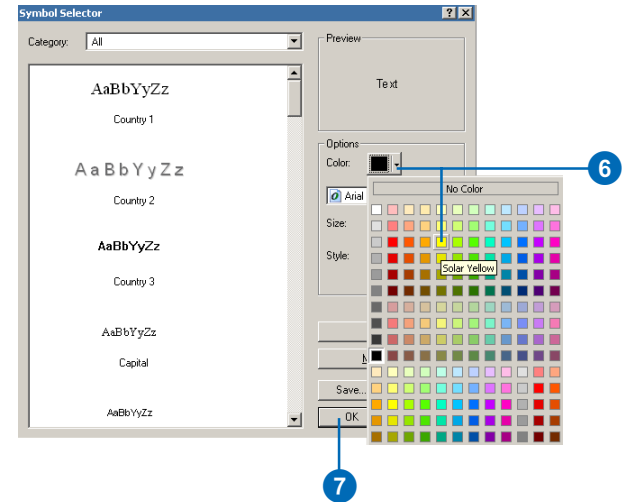 Symbol Selector
Category: All
AaBbYyZz
Country 1
AaBbYyZz
Country 2
AaBbYyZz
Country 3
AaBbYyZz
Capital
AaBbYyZz
Preview
Text
Options
Color:
No Color
Arial
Size:
Solar Yellow
Style:
Save...
OK
6
7